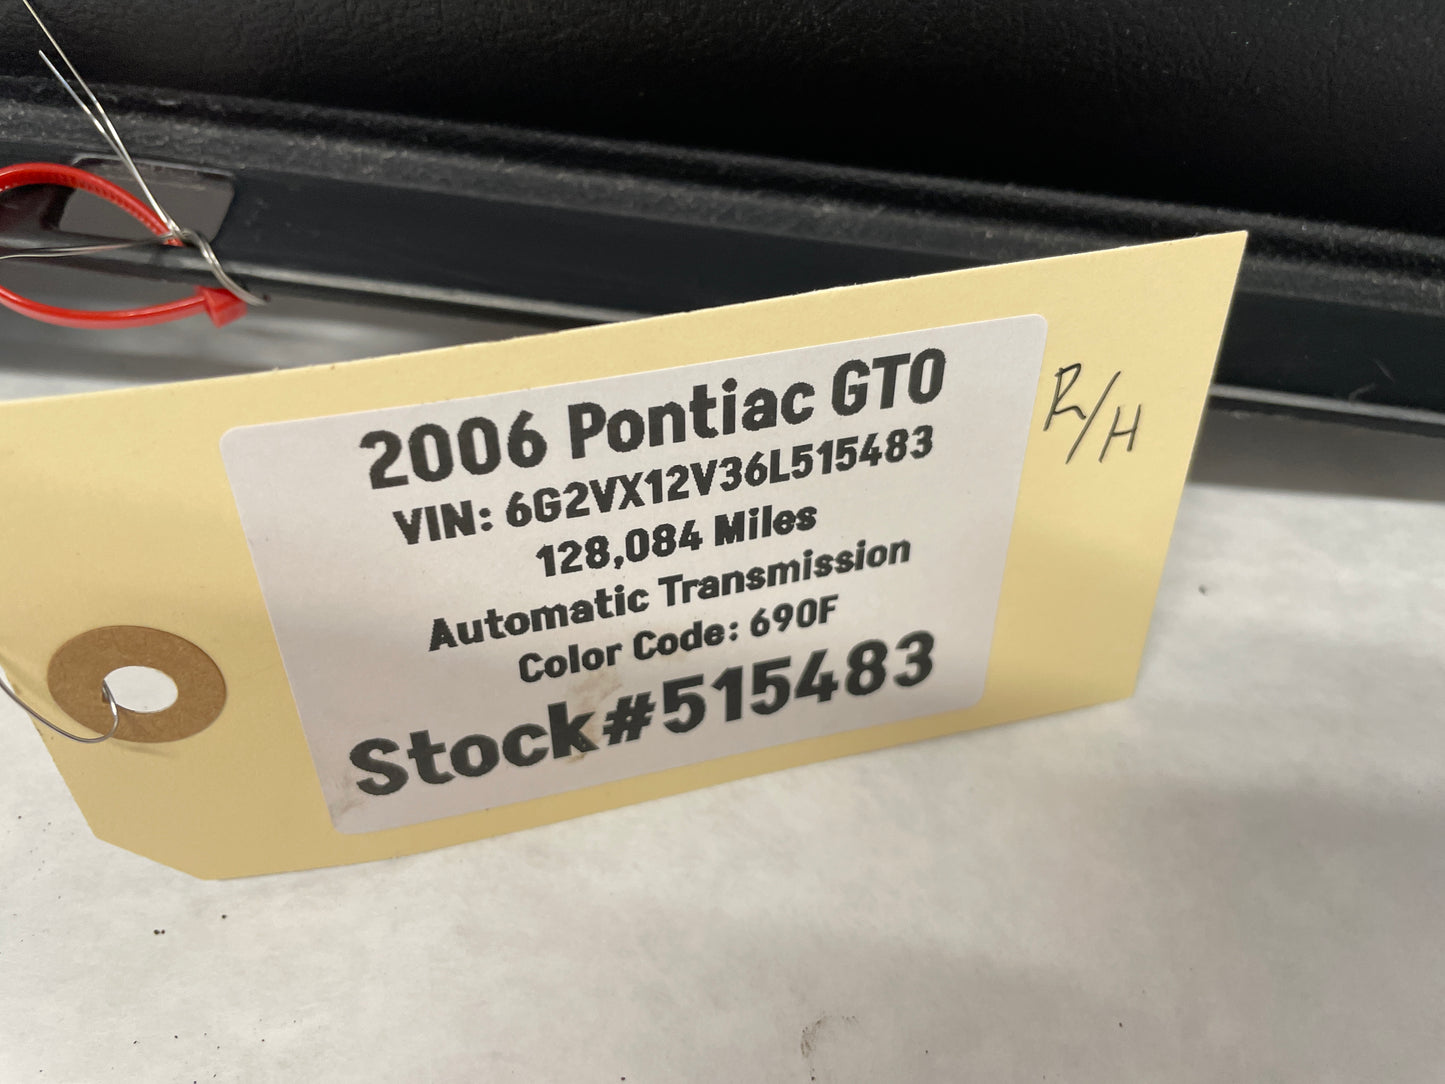 2006 Pontiac GTO
VIN: 6G2VX12V36L515483
128,084 Miles
Automatic Transmission
Color Code: 690F
Stock#515483
R/H